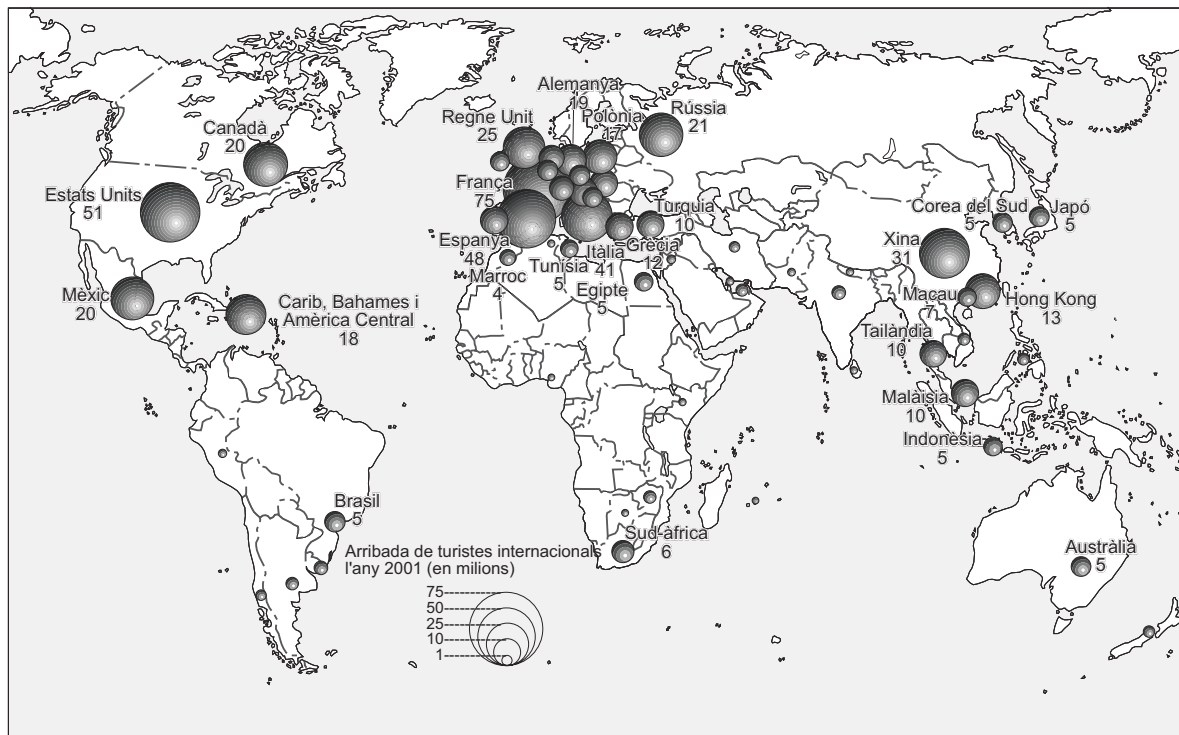 Alemanya
19
Polònia
17
Rússia
21
Regne Unit
25
Canadà
20
Estats Units
51
França
75
Espanya
48
Marroc
4
Tunísia
5
Itàlia
41
Egipte
5
Grècia
12
Turquia
10
Corea del Sud
5
Japó
5
Xina
31
Macau
7
Hong Kong
13
Tailàndia
10
Malàisia
10
Indonèsia
5
Mèxic
20
Carib, Bahames i
Amèrica Central
18
Brasil
5
Sud-àfrica
6
Austràlia
5
Arribada de turistes internacionals
l'any 2001 (en milions)
75
50
25
10
1